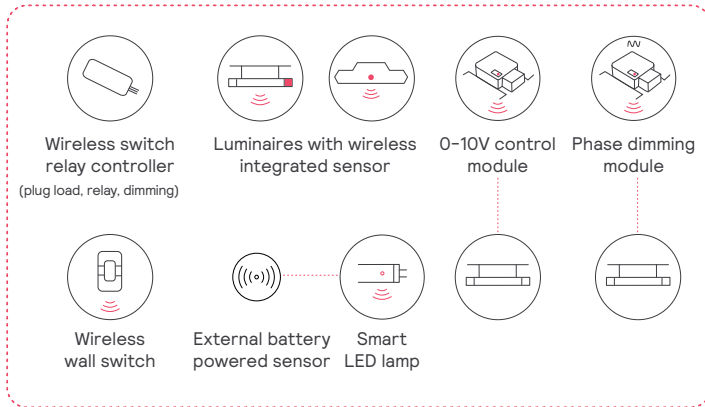 Wireless switch
relay controller
(plug load, relay, dimming)
Luminaires with wireless
integrated sensor
0-10V control
module
Phase dimming
module
Wireless
wall switch
External battery
powered sensor
Smart
LED lamp